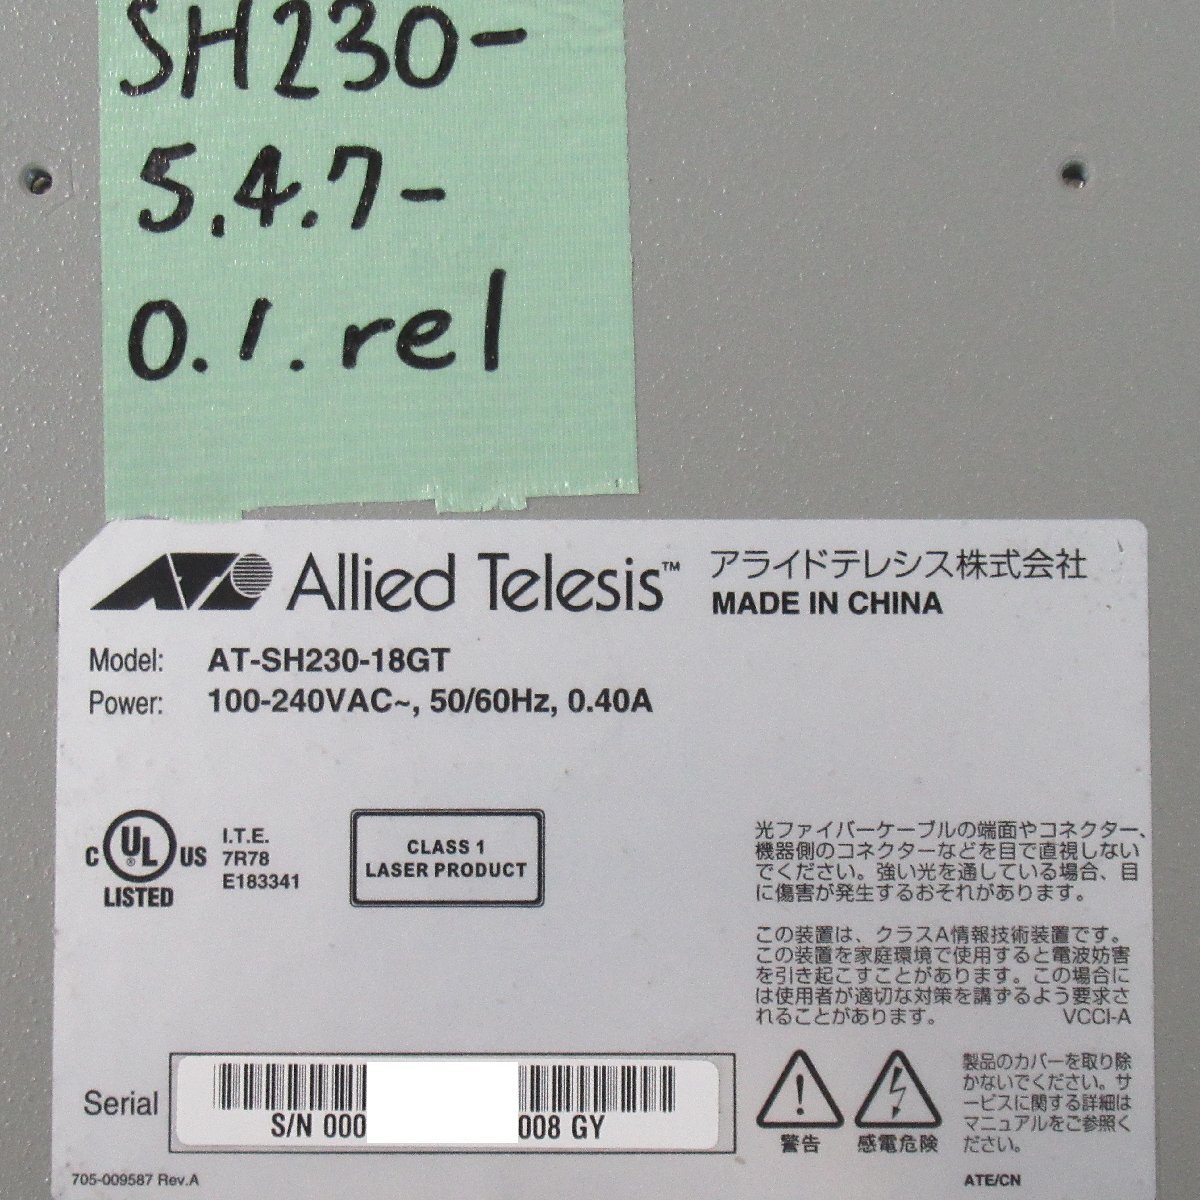 SH230-
5.4.7-
0.1.rel
Allied Telesis™ アライドテレシス株式会社
MADE IN CHINA
Model: AT-SH230-18GT
Power: 100-240VAC~, 50/60Hz, 0.40A
C UL ® US LISTED
I.T.E.
7R78
E183341
CLASS 1
LASER PRODUCT
光ファイバーケーブルの端面やコネクター、
機器側のコネクターなどを目で直視しない
でください。強い光を通している場合、目
に傷害が発生するおそれがあります。
この装置は、クラスA情報技術装置です。
この装置を家庭環境で使用すると電波妨害
を引き起こすことがあります。この場合に
は使用者が適切な対策を講ずるよう要求さ
れることがあります。 VCCI-A
Serial
S/N 000 008 GY
警告
感電危険
製品のカバーを取り除
かないでください。サ
ービスに関する詳細は
マニュアルをご参照く
ださい。
705-009587 Rev.A
ATE/CN